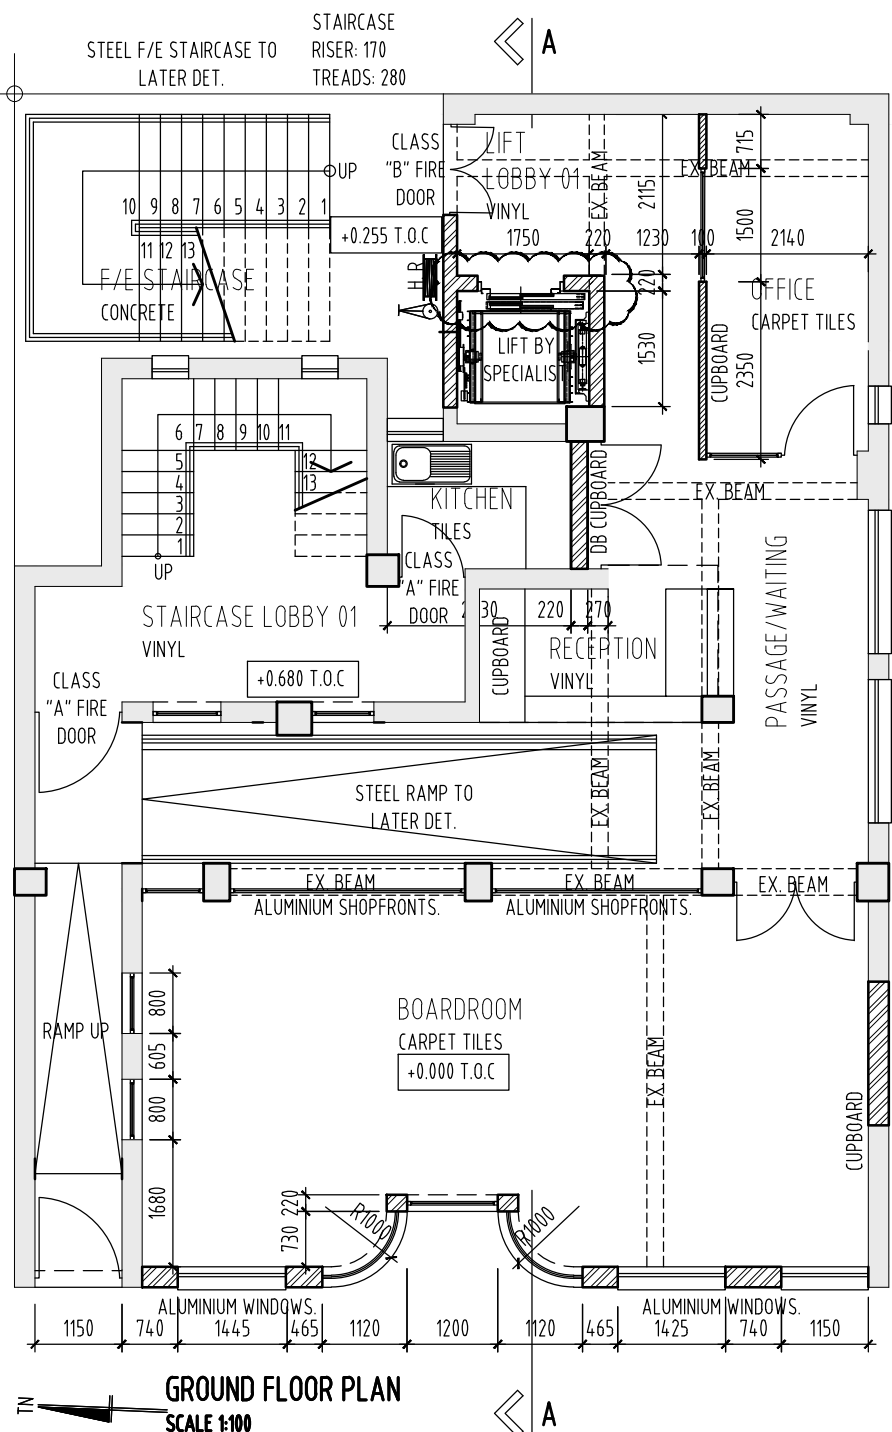 STAIRCASE
RISER: 170
TREADS: 280
STEEL F/E STAIRCASE TO
LATER DET.
A
CLASS
"B" FIRE
DOOR
LIFT
LOBBY 01
VINYL
EX. BEAM
EX. BEAM
715
1500
2350
2115
220
1530
UP
10 9 8 7 6 5 4 3 2 1
11 12 13
+0.255 T.O.C
1750 220 1230 100 2140
F/E STAIRCASE
CONCRETE
H R
OFFICE
CARPET TILES
CUPBOARD
LIFT BY
SPECIALIST
6 7 8 9 10 11
5 12
4 13
3
2
1
UP
KITCHEN
TILES
DB CUPBOARD
EX. BEAM
CLASS
"A" FIRE
DOOR
STAIRCASE LOBBY 01
VINYL
220 270
CUPBOARD
RECEPTION
VINYL
PASSAGE/WAITING
VINYL
+0.680 T.O.C
CLASS
"A" FIRE
DOOR
STEEL RAMP TO
LATER DET.
EX. BEAM
EX. BEAM
EX. BEAM
EX. BEAM
EX. BEAM
ALUMINIUM SHOPFRONTS.
ALUMINIUM SHOPFRONTS.
BOARDROOM
CARPET TILES
+0.000 T.O.C
RAMP UP
800
605
800
1680
EX. BEAM
CUPBOARD
220
730
R1000
R1000
ALUMINIUM WINDOWS.
ALUMINIUM WINDOWS.
1150 740 1445 465 1120 1200 1120 465 1425 740 1150
TN
GROUND FLOOR PLAN
SCALE 1:100
A